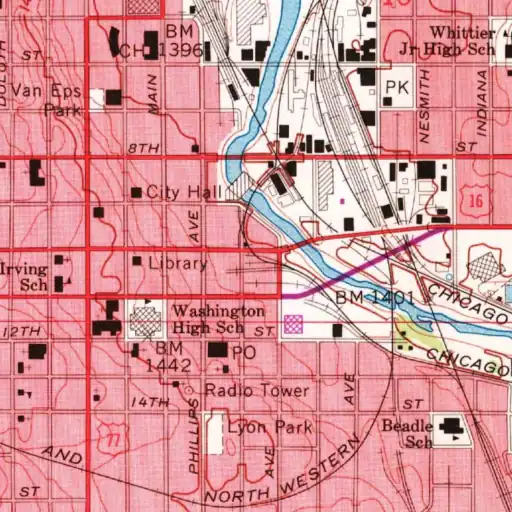 BM
CH 1396
Whittier
Jr High Sch
DULUTH
ST
Van Eps
Park
MAIN
PK
NESMITH
INDIANA
8TH
ST
City Hall
16
AVE
Irving
Sch
Library
BM 1401
CHICAGO
Washington
High Sch
12TH
ST
BM
1442
PO
CHICAGO
Radio Tower
AVE
14TH
PHILLIPS
ST
77
Lyon Park
Beadle
Sch
AND
AVE
NORTH WESTERN
ST